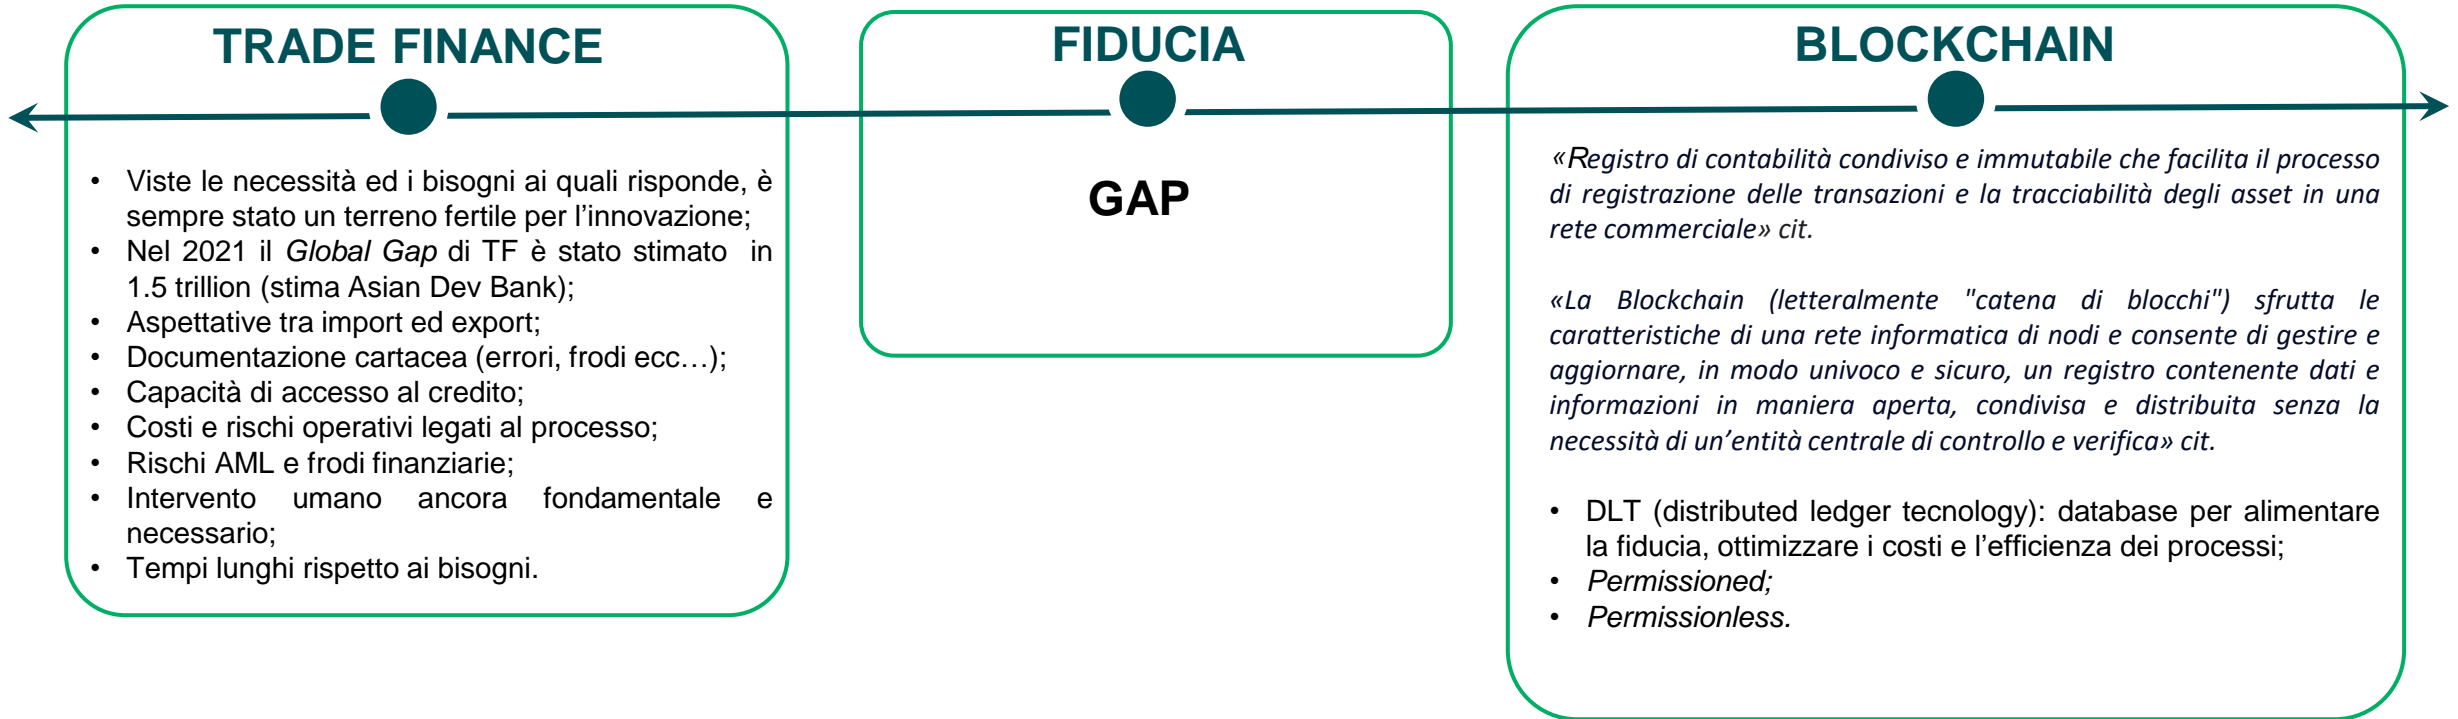 TRADE FINANCE
• Viste le necessità ed i bisogni ai quali risponde, è
sempre stato un terreno fertile per l’innovazione;
• Nel 2021 il Global Gap di TF è stato stimato in
1.5 trillion (stima Asian Dev Bank);
• Aspettative tra import ed export;
• Documentazione cartacea (errori, frodi ecc…);
• Capacità di accesso al credito;
• Costi e rischi operativi legati al processo;
• Rischi AML e frodi finanziarie;
• Intervento umano ancora fondamentale e
necessario;
• Tempi lunghi rispetto ai bisogni.
FIDUCIA
GAP
BLOCKCHAIN
«Registro di contabilità condiviso e immutabile che facilita il processo
di registrazione delle transazioni e la tracciabilità degli asset in una
rete commerciale» cit.
«La Blockchain (letteralmente "catena di blocchi") sfrutta le
caratteristiche di una rete informatica di nodi e consente di gestire e
aggiornare, in modo univoco e sicuro, un registro contenente dati e
informazioni in maniera aperta, condivisa e distribuita senza la
necessità di un’entità centrale di controllo e verifica» cit.
• DLT (distributed ledger tecnology): database per alimentare
la fiducia, ottimizzare i costi e l’efficienza dei processi;
• Permissioned;
• Permissionless.